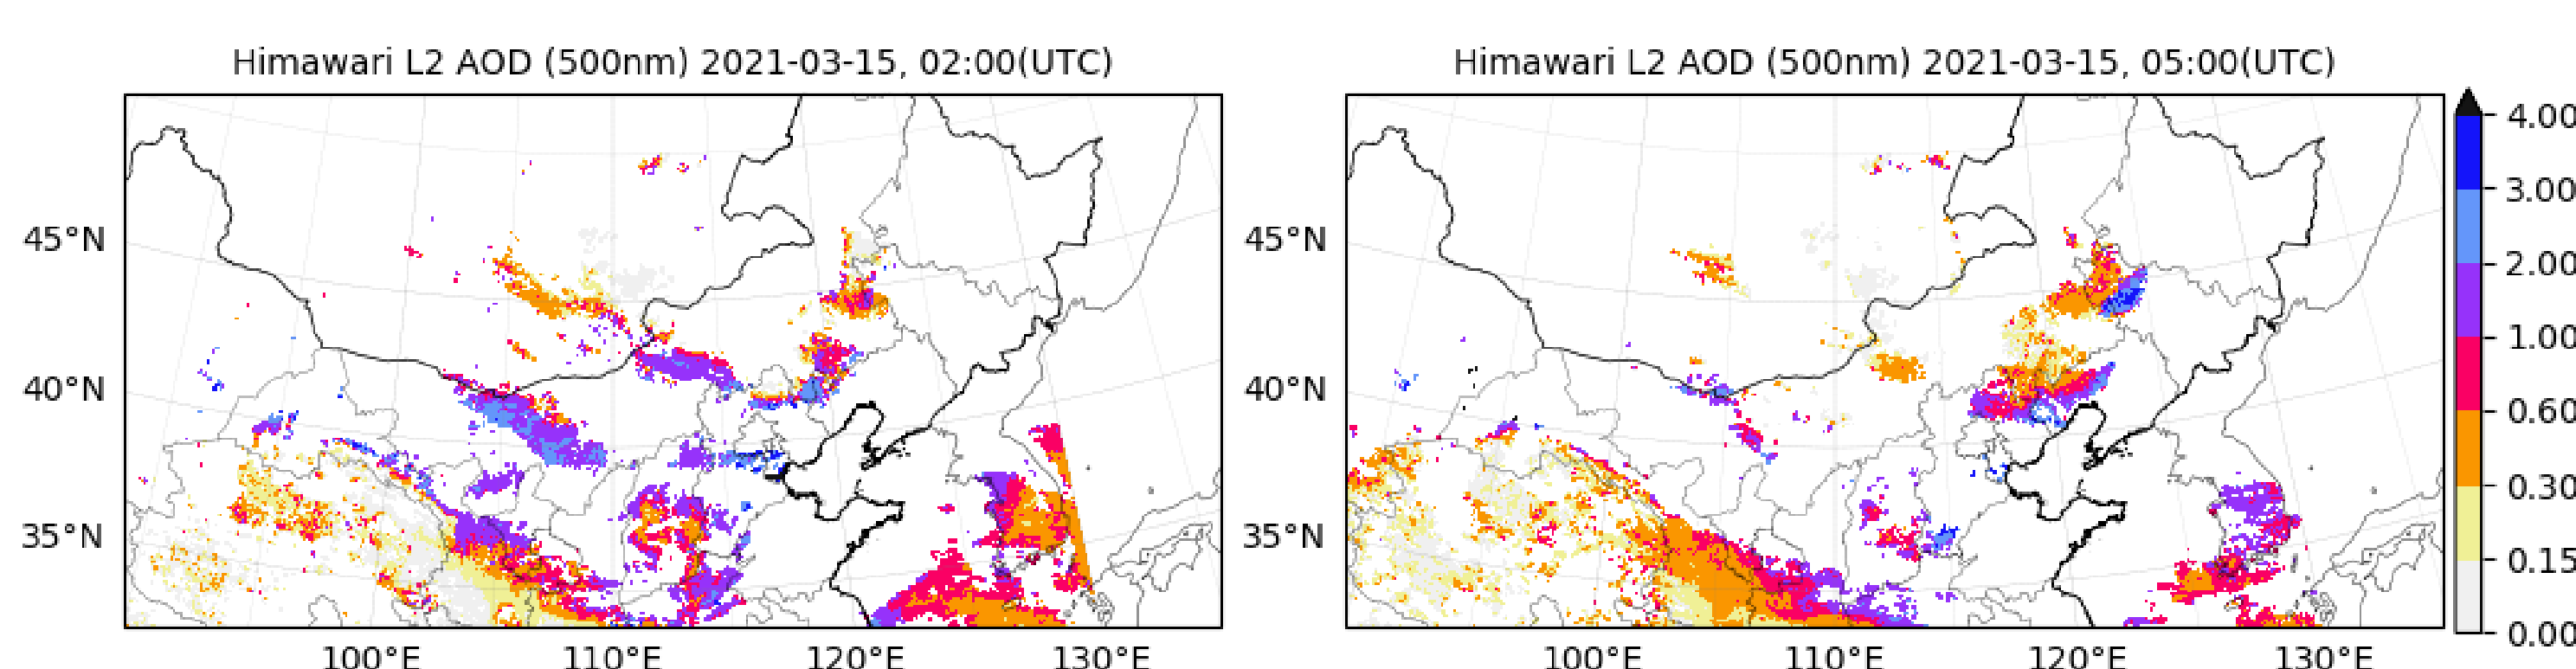 Himawari L2 AOD (500nm) 2021-03-15, 02:00(UTC)
45°N
40°N
35°N
100°E 110°E 120°E 130°E
Himawari L2 AOD (500nm) 2021-03-15, 05:00(UTC)
45°N
40°N
35°N
100°E 110°E 120°E 130°E
4.00
3.00
2.00
1.00
0.60
0.30
0.15
0.00